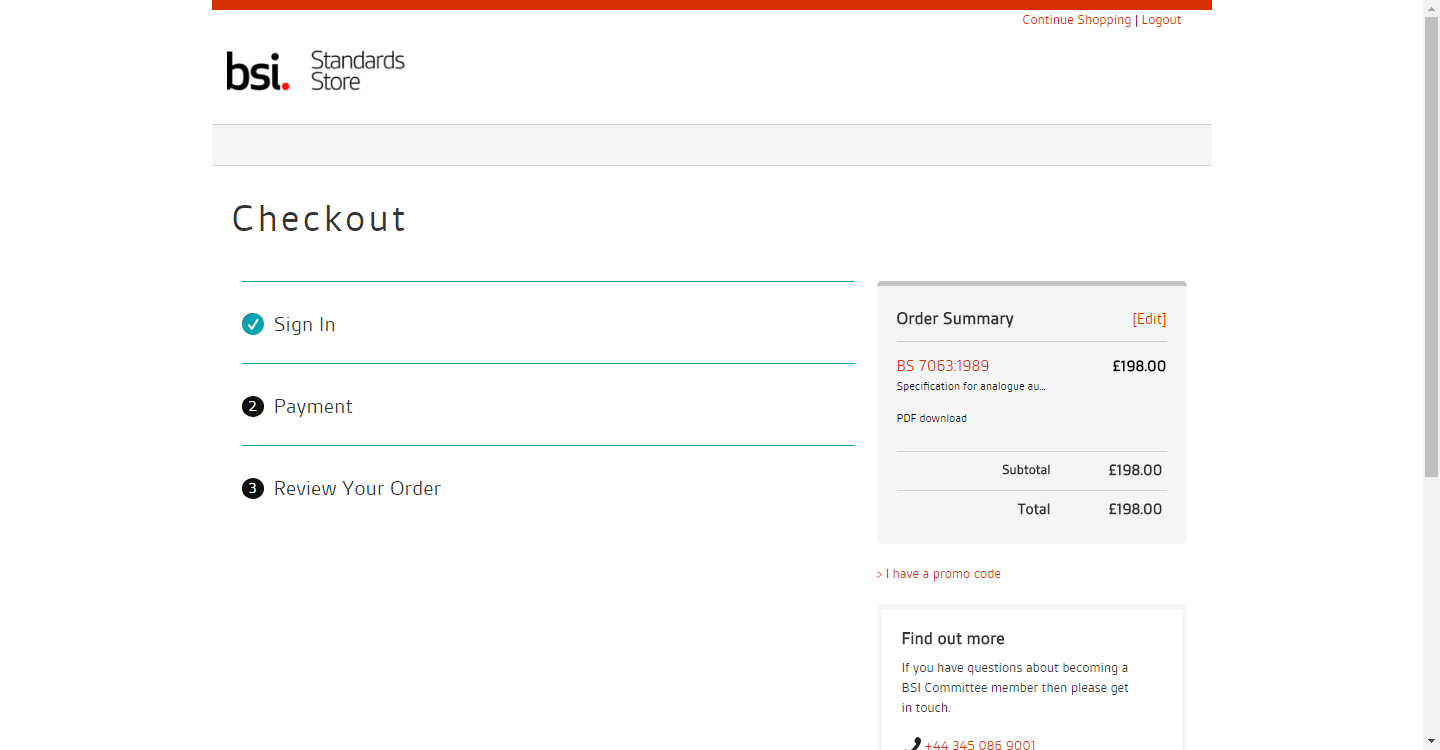 Continue Shopping | Logout
bsi. Standards Store
Checkout
Sign In
2 Payment
3 Review Your Order
Order Summary [Edit]
BS 7063:1989 £198.00
Specification for analogue au...
PDF download
Subtotal £198.00
Total £198.00
> I have a promo code
Find out more
If you have questions about becoming a
BSI Committee member then please get
in touch.
+44 345 086 9001